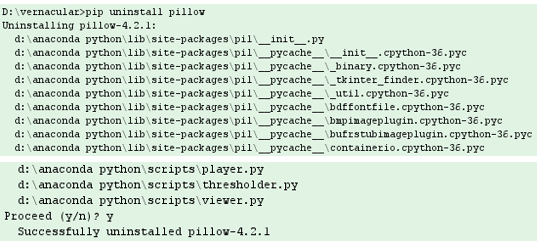 D:\vernacular>pip uninstall pillow
Uninstalling pillow-4.2.1:
d:\anaconda python\lib\site-packages\pil\__init__.py
d:\anaconda python\lib\site-packages\pil\__pycache__\__init__.cpython-36.pyc
d:\anaconda python\lib\site-packages\pil\__pycache__\_binary.cpython-36.pyc
d:\anaconda python\lib\site-packages\pil\__pycache__\_tkinter_finder.cpython-36.pyc
d:\anaconda python\lib\site-packages\pil\__pycache__\_util.cpython-36.pyc
d:\anaconda python\lib\site-packages\pil\__pycache__\bdffontfile.cpython-36.pyc
d:\anaconda python\lib\site-packages\pil\__pycache__\bmpimageplugin.cpython-36.pyc
d:\anaconda python\lib\site-packages\pil\__pycache__\bufrstubimageplugin.cpython-36.pyc
d:\anaconda python\lib\site-packages\pil\__pycache__\containerio.cpython-36.pyc
d:\anaconda python\scripts\player.py
d:\anaconda python\scripts\thresholder.py
d:\anaconda python\scripts\viewer.py
Proceed (y/n)? y
Successfully uninstalled pillow-4.2.1